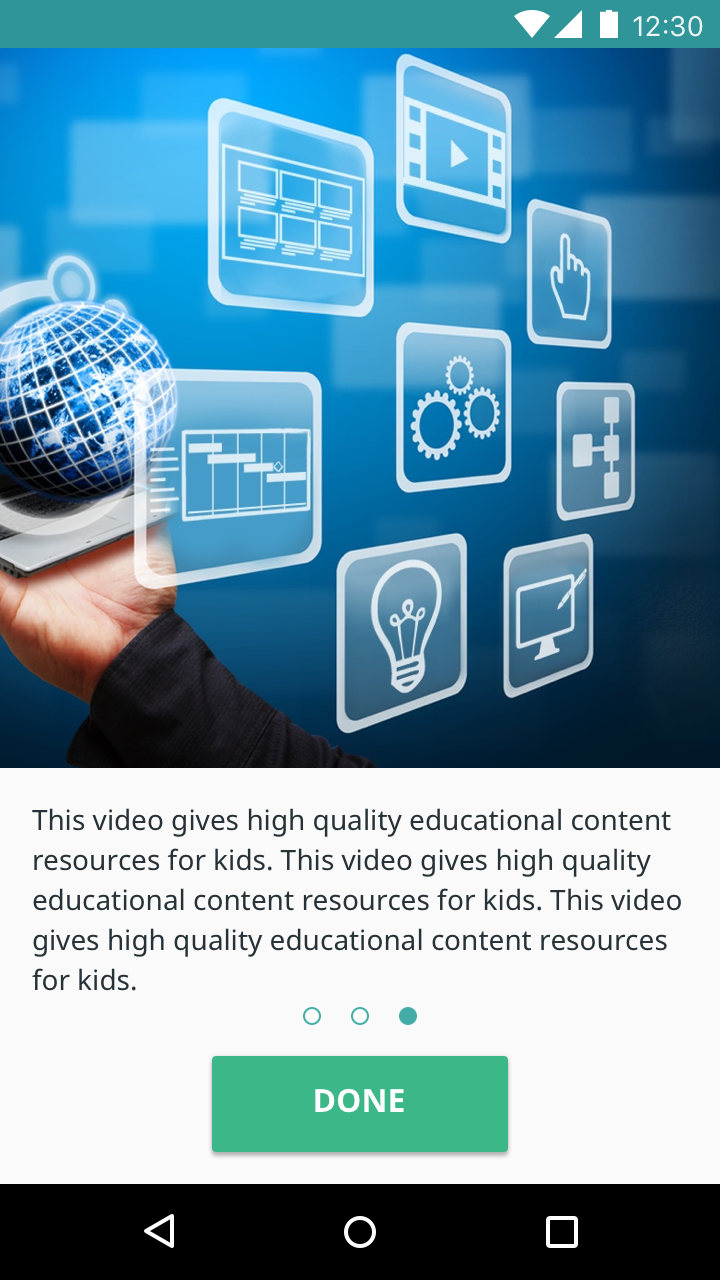 12:30
This video gives high quality educational content
resources for kids. This video gives high quality
educational content resources for kids. This video
gives high quality educational content resources
for kids.
DONE